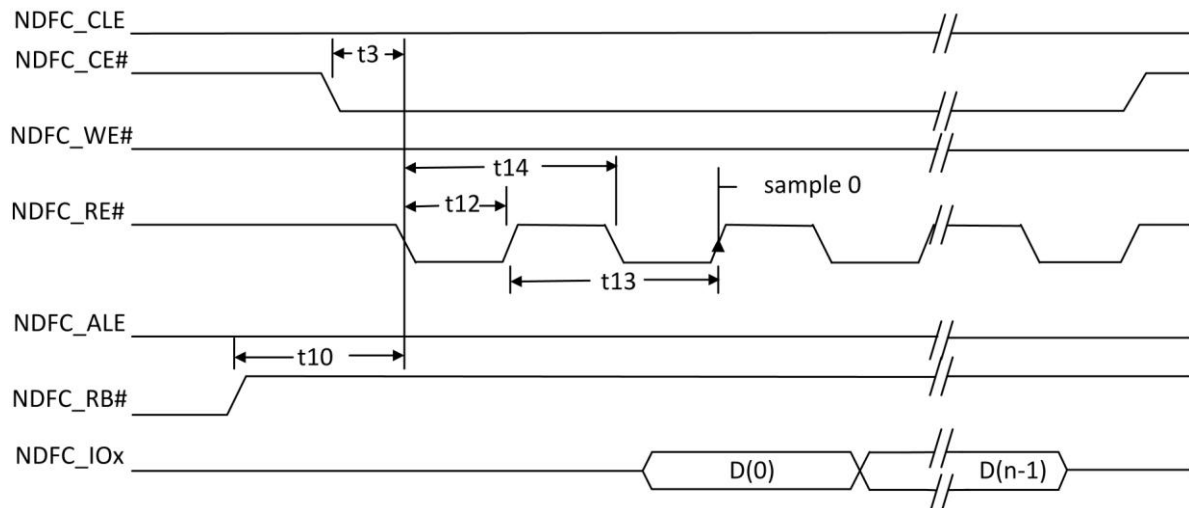 NDFC_CLE
t3
NDFC_CE#
NDFC_WE#
t14
sample 0
t12
NDFC_RE#
t13
NDFC_ALE
t10
NDFC_RB#
NDFC_IOx
D(0)
D(n-1)